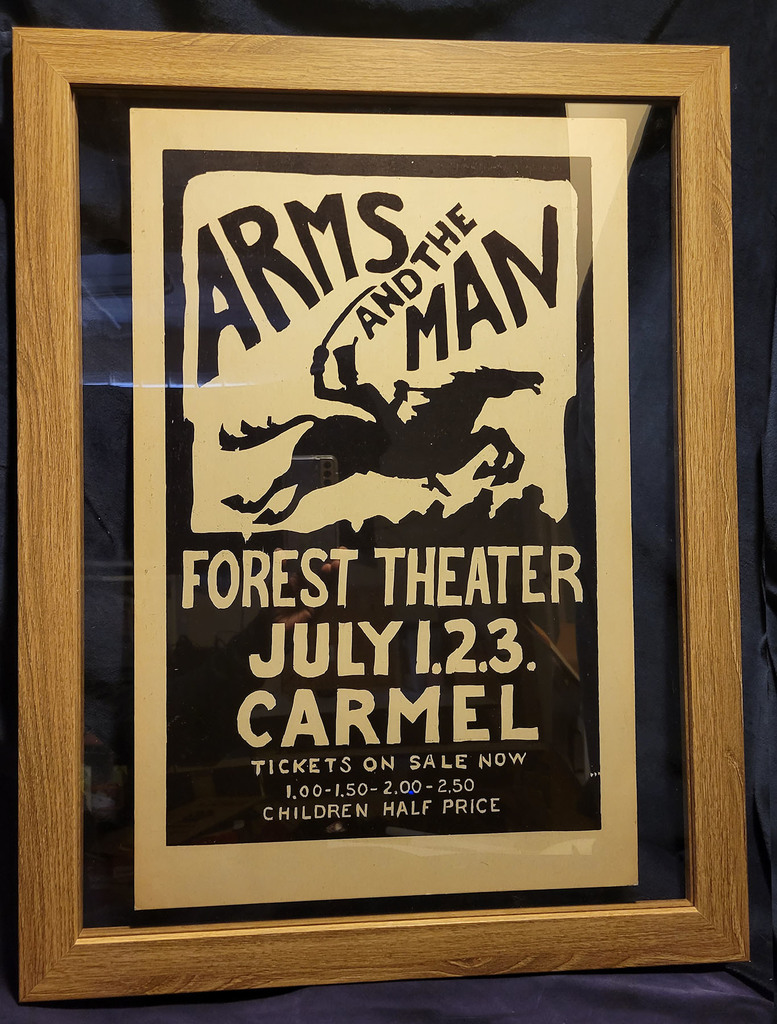 ARMS
AND THE
MAN
FOREST THEATER
JULY 1.2.3.
CARMEL
TICKETS ON SALE NOW
1.00-1.50-2.00-2.50
CHILDREN HALF PRICE